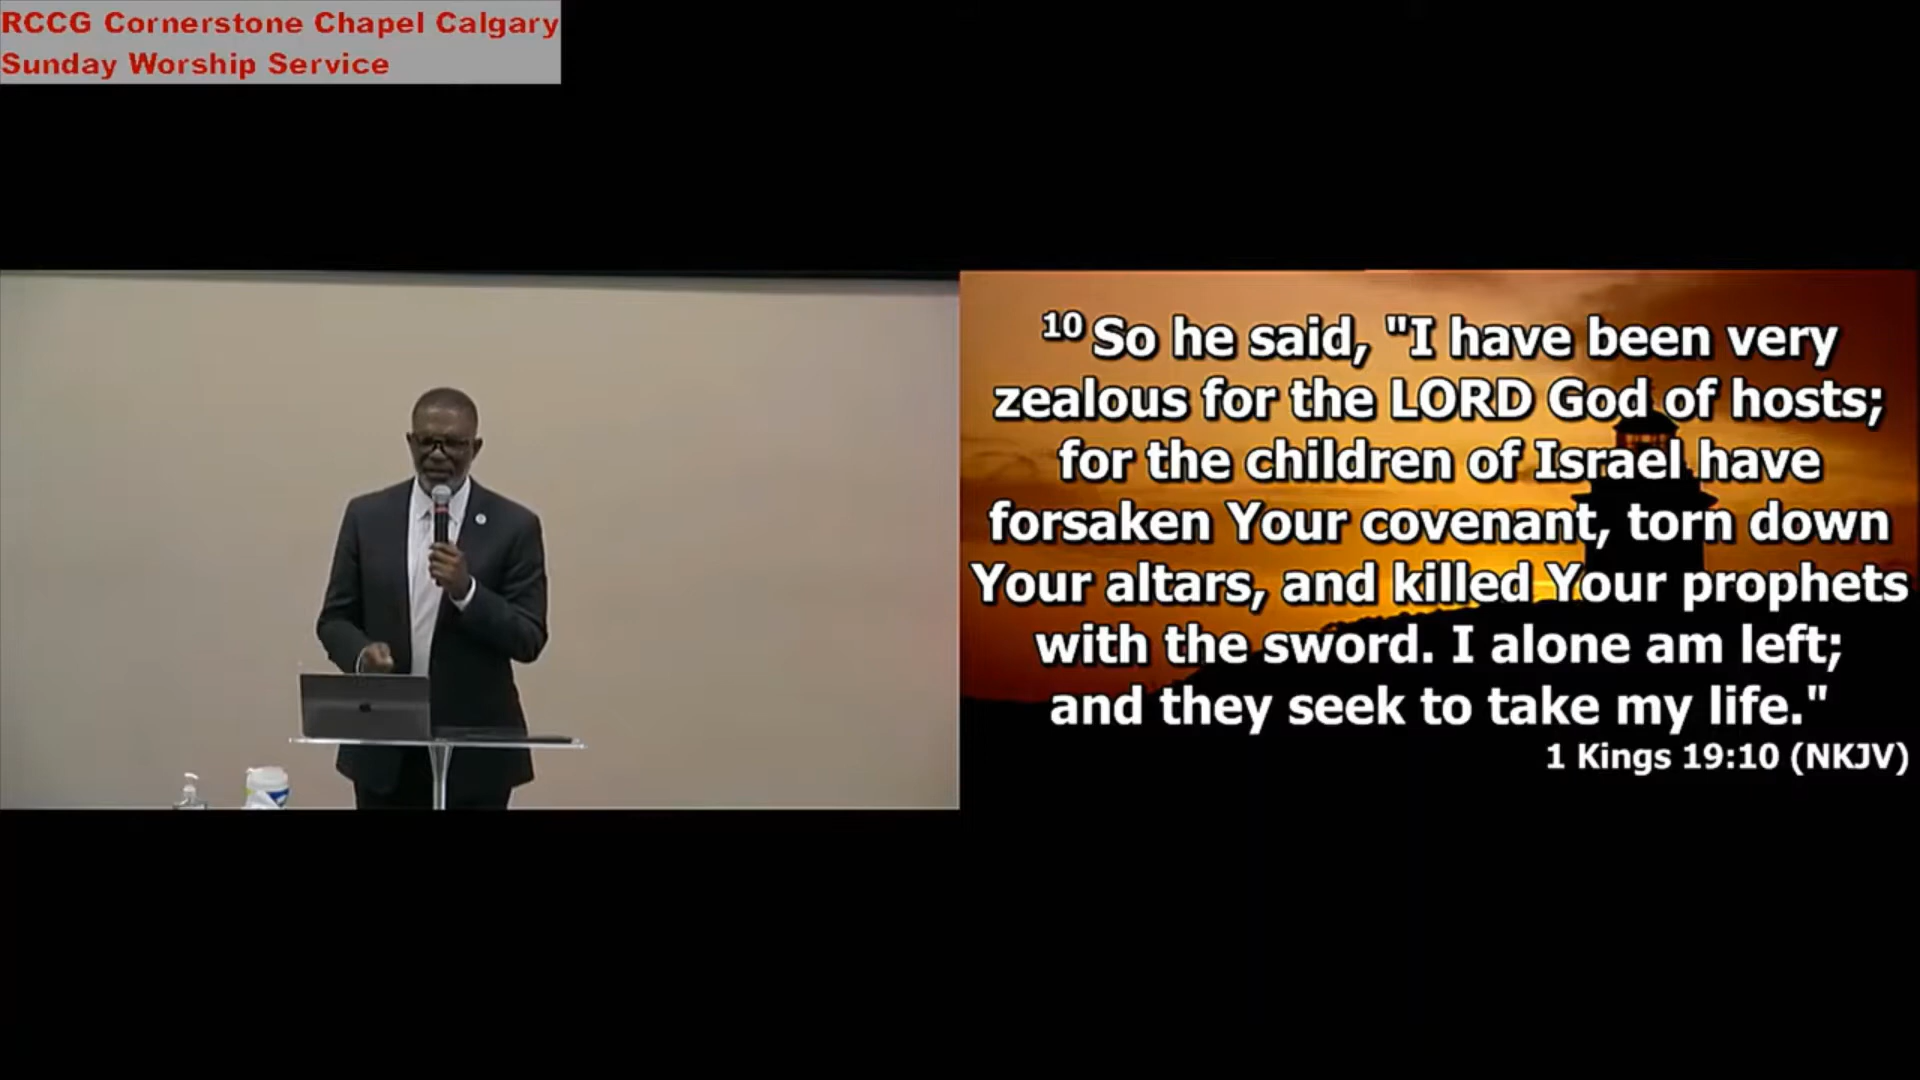 RCCG Cornerstone Chapel Calgary
Sunday Worship Service
10 So he said, "I have been very
zealous for the LORD God of hosts;
for the children of Israel have
forsaken Your covenant, torn down
Your altars, and killed Your prophets
with the sword. I alone am left;
and they seek to take my life."
1 Kings 19:10 (NKJV)